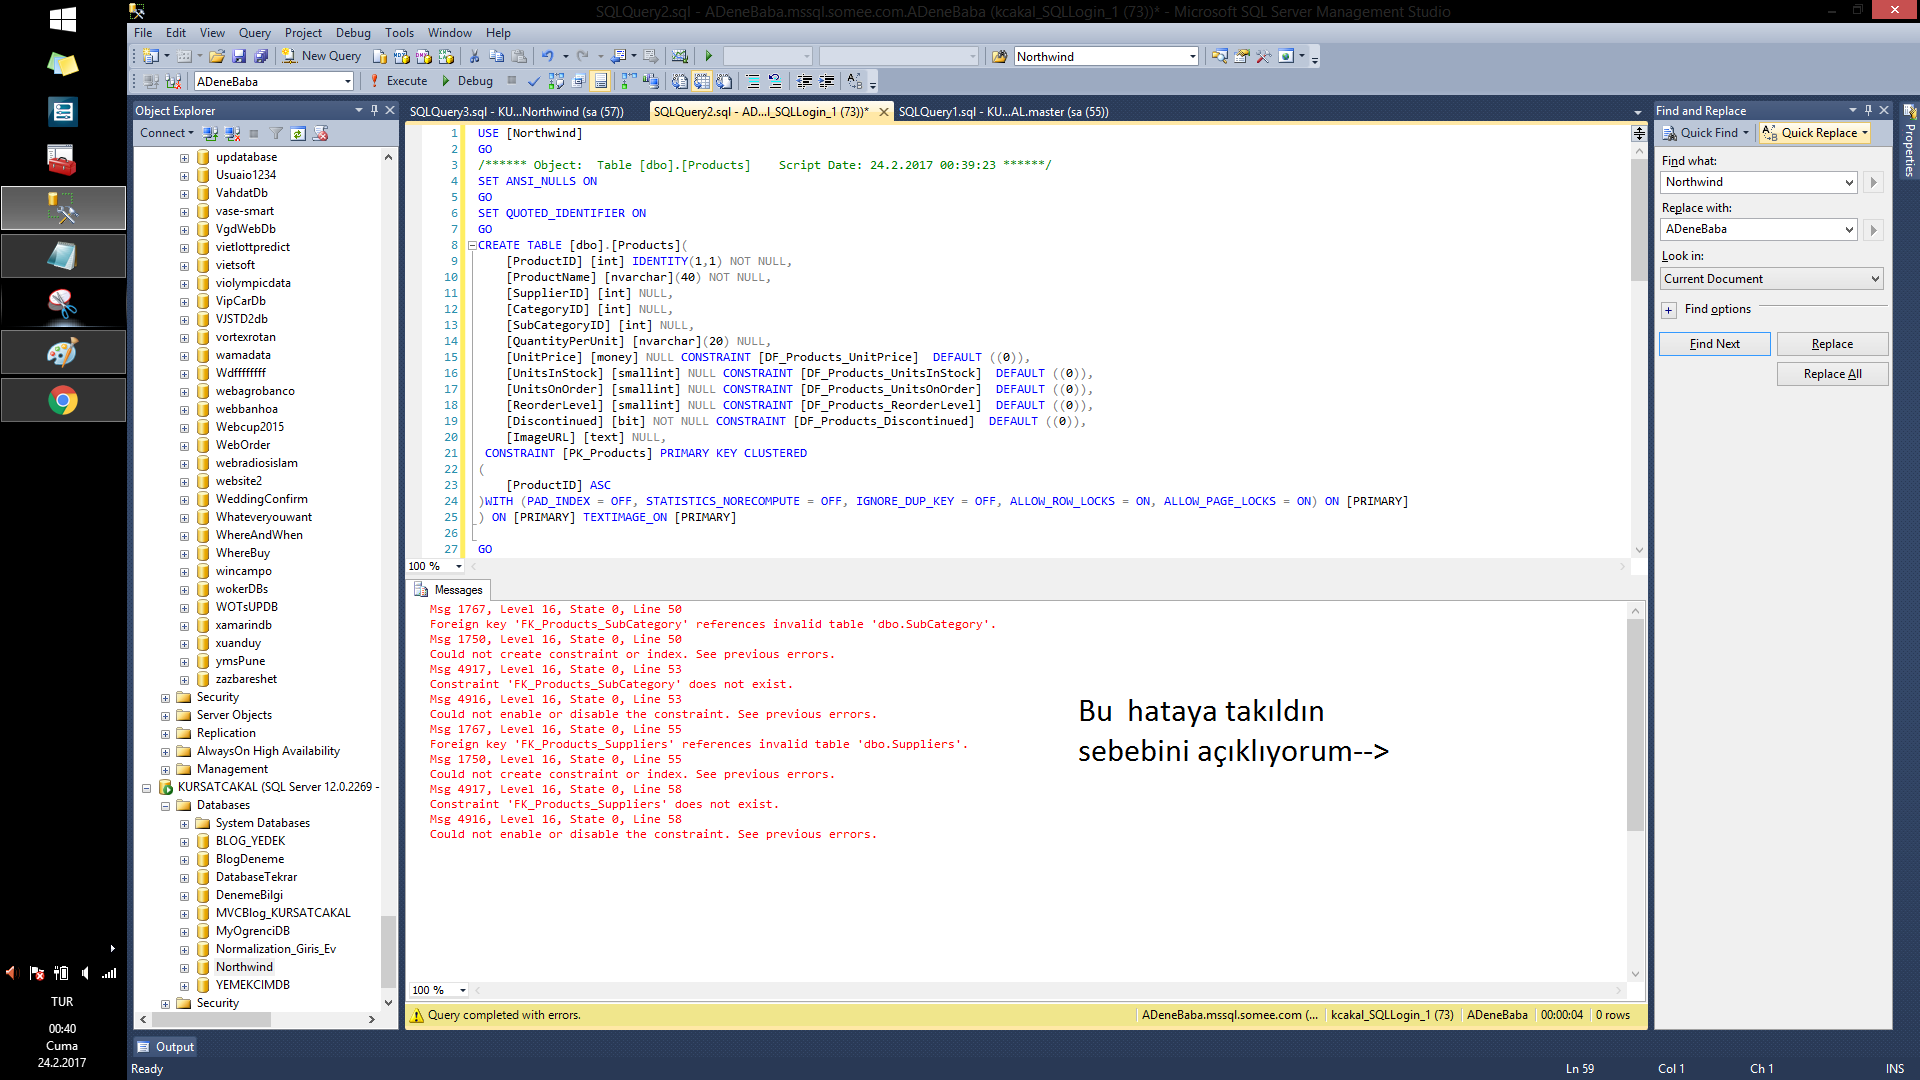 SQLQuery2.sql - ADeneBaba.mssql.somee.com.ADeneBaba (kcakal_SQLLogin_1 (73))* - Microsoft SQL Server Management Studio
File Edit View Query Project Debug Tools Window Help
New Query
Northwind
ADeneBaba
Execute
Debug
Object Explorer
Connect
updatabase
Usuaio1234
VahdatDb
vase-smart
VgdWebDb
vietlottpredict
vietsoft
violympicdata
VipCarDb
VJSTD2db
vortexrotan
wamadata
Wdffffffff
webagrobanco
webbanhoa
Webcup2015
WebOrder
webradiosislam
website2
WeddingConfirm
Whateveryouwant
WhereAndWhen
WhereBuy
wincampo
wokerDBs
WOTsUPDB
xamarindb
xuanduy
ymsPune
zazbareshet
Security
Server Objects
Replication
AlwaysOn High Availability
Management
KURSATCAKAL (SQL Server 12.0.2269 -
Databases
System Databases
BLOG_YEDEK
BlogDeneme
DatabaseTekrar
DenemeBilgi
MVCBlog_KURSATCAKAL
MyOgrenciDB
Normalization_Giris_Ev
Northwind
YEMEKCIMDB
Security
SQLQuery3.sql - KU...Northwind (sa (57))
SQLQuery2.sql - AD...l_SQLLogin_1 (73))*
SQLQuery1.sql - KU...AL.master (sa (55))
1 USE [Northwind]
2 GO
3 /****** Object:  Table [dbo].[Products]    Script Date: 24.2.2017 00:39:23 ******/
4 SET ANSI_NULLS ON
5 GO
6 SET QUOTED_IDENTIFIER ON
7 GO
8 CREATE TABLE [dbo].[Products](
9 [ProductID] [int] IDENTITY(1,1) NOT NULL,
10 [ProductName] [nvarchar](40) NOT NULL,
11 [SupplierID] [int] NULL,
12 [CategoryID] [int] NULL,
13 [SubCategoryID] [int] NULL,
14 [QuantityPerUnit] [nvarchar](20) NULL,
15 [UnitPrice] [money] NULL CONSTRAINT [DF_Products_UnitPrice]  DEFAULT ((0)),
16 [UnitsInStock] [smallint] NULL CONSTRAINT [DF_Products_UnitsInStock]  DEFAULT ((0)),
17 [UnitsOnOrder] [smallint] NULL CONSTRAINT [DF_Products_UnitsOnOrder]  DEFAULT ((0)),
18 [ReorderLevel] [smallint] NULL CONSTRAINT [DF_Products_ReorderLevel]  DEFAULT ((0)),
19 [Discontinued] [bit] NOT NULL CONSTRAINT [DF_Products_Discontinued]  DEFAULT ((0)),
20 [ImageURL] [text] NULL,
21 CONSTRAINT [PK_Products] PRIMARY KEY CLUSTERED
22 (
23 [ProductID] ASC
24 )WITH (PAD_INDEX = OFF, STATISTICS_NORECOMPUTE = OFF, IGNORE_DUP_KEY = OFF, ALLOW_ROW_LOCKS = ON, ALLOW_PAGE_LOCKS = ON) ON [PRIMARY]
25 ) ON [PRIMARY] TEXTIMAGE_ON [PRIMARY]
26
27 GO
100 %
Messages
Msg 1767, Level 16, State 0, Line 50
Foreign key 'FK_Products_SubCategory' references invalid table 'dbo.SubCategory'.
Msg 1750, Level 16, State 0, Line 50
Could not create constraint or index. See previous errors.
Msg 4917, Level 16, State 0, Line 53
Constraint 'FK_Products_SubCategory' does not exist.
Msg 4916, Level 16, State 0, Line 53
Could not enable or disable the constraint. See previous errors.
Msg 1767, Level 16, State 0, Line 55
Foreign key 'FK_Products_Suppliers' references invalid table 'dbo.Suppliers'.
Msg 1750, Level 16, State 0, Line 55
Could not create constraint or index. See previous errors.
Msg 4917, Level 16, State 0, Line 58
Constraint 'FK_Products_Suppliers' does not exist.
Msg 4916, Level 16, State 0, Line 58
Could not enable or disable the constraint. See previous errors.
Bu hataya takıldın
sebebini açıklıyorum-->
100 %
Query completed with errors.
ADeneBaba.mssql.somee.com (...
kcakal_SQLLogin_1 (73)
ADeneBaba
00:00:04
0 rows
Find and Replace
Quick Find
Quick Replace
Find what:
Northwind
Replace with:
ADeneBaba
Look in:
Current Document
Find options
Find Next
Replace
Replace All
Properties
Output
Ready
Ln 59
Col 1
Ch 1
INS
TUR
00:40
Cuma
24.2.2017